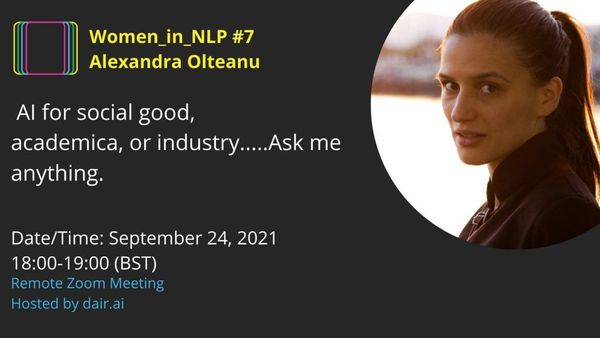 Women_in_NLP #7
Alexandra Olteanu
AI for social good,
academica, or industry.....Ask me
anything.
Date/Time: September 24, 2021
18:00-19:00 (BST)
Remote Zoom Meeting
Hosted by dair.ai